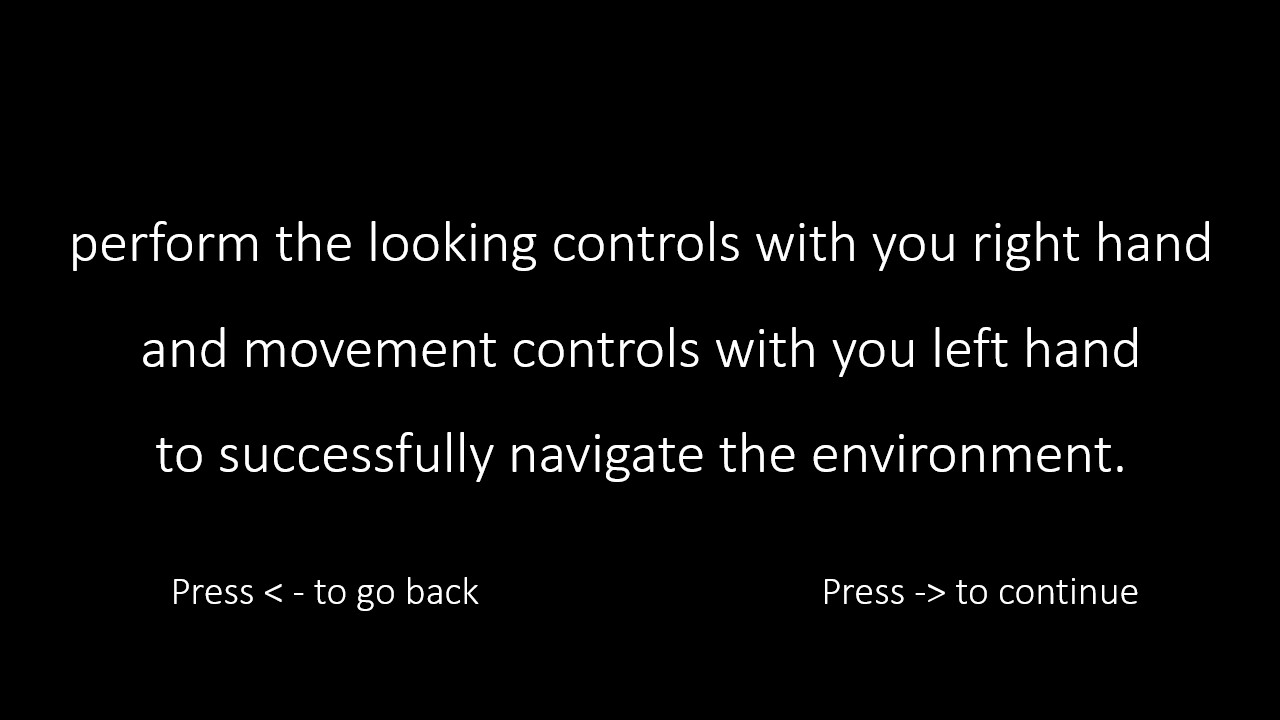 perform the looking controls with you right hand
and movement controls with you left hand
to successfully navigate the environment.
Press < - to go back
Press -> to continue